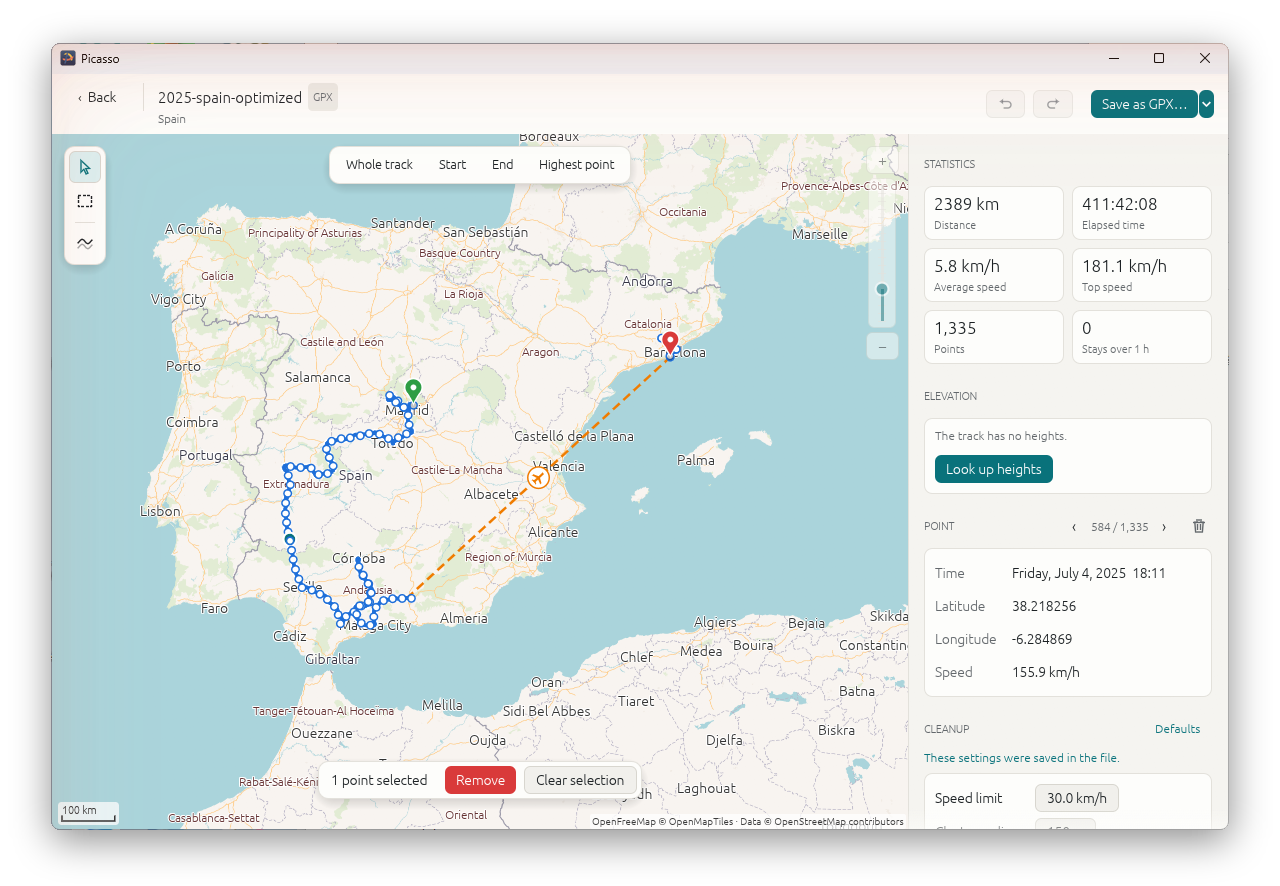 Picasso
‹ Back
2025-spain-optimized GPX
Spain
Save as GPX…
Whole track Start End Highest point
Bordeaux
Provence-Alpes-Côte d'Az
Occitania
Marseille
A Coruña
Santander
Principality of Asturias
San Sebastián
Basque Country
Galicia
Andorra
La Rioja
Vigo City
Catalonia
Castile and León
Aragon
Barcelona
Porto
Salamanca
Madrid
Coimbra
Toledo
Castelló de la Plana
Portugal
Palma
Castile-La Mancha
València
Spain
Extremadura
Albacete
Lisbon
Alicante
Córdoba
Region of Murcia
Seville
Andalusia
Faro
Almeria
Málaga City
Cádiz
Gibraltar
Algiers
Bejaia
Skikda
Bouira
Constantin
Medea
Chlef
Oran
Batna
Tiaret
Melilla
Sidi Bel Abbes
Tanger-Tétouan-Al Hoceïma
Ouezzane
Oujda
Djelfa
Biskra
Rabat-Salé-Kéni
Laghouat
Casablanca-Settat
Oriental
1 point selected Remove Clear selection
100 km
OpenFreeMap © OpenMapTiles · Data © OpenStreetMap contributors
STATISTICS
2389 km
Distance
411:42:08
Elapsed time
5.8 km/h
Average speed
181.1 km/h
Top speed
1,335
Points
0
Stays over 1 h
ELEVATION
The track has no heights.
Look up heights
POINT ‹ 584 / 1,335 ›
Time Friday, July 4, 2025 18:11
Latitude 38.218256
Longitude -6.284869
Speed 155.9 km/h
CLEANUP Defaults
These settings were saved in the file.
Speed limit 30.0 km/h